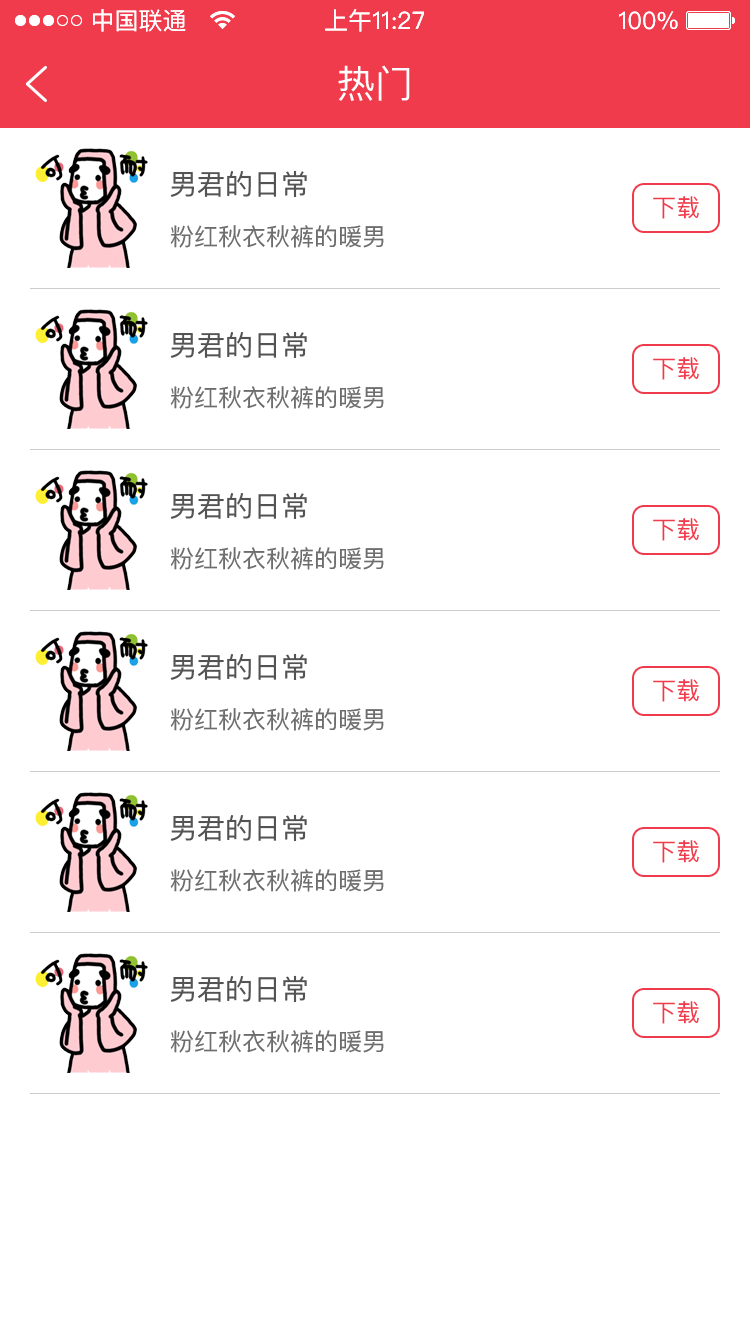 中国联通 上午11:27 100%
热门
可 耐
男君的日常
粉红秋衣秋裤的暖男
下载
可 耐
男君的日常
粉红秋衣秋裤的暖男
下载
可 耐
男君的日常
粉红秋衣秋裤的暖男
下载
可 耐
男君的日常
粉红秋衣秋裤的暖男
下载
可 耐
男君的日常
粉红秋衣秋裤的暖男
下载
可 耐
男君的日常
粉红秋衣秋裤的暖男
下载